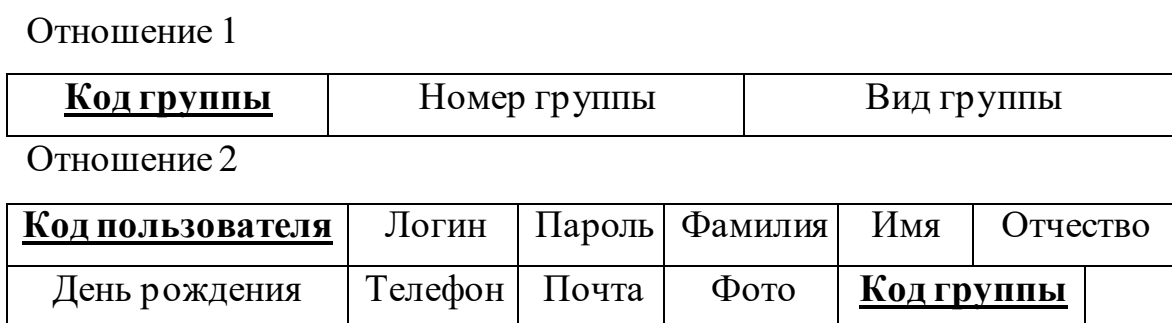 Отношение 1
Код группы Номер группы Вид группы
Отношение 2
Код пользователя Логин Пароль Фамилия Имя Отчество
День рождения Телефон Почта Фото Код группы